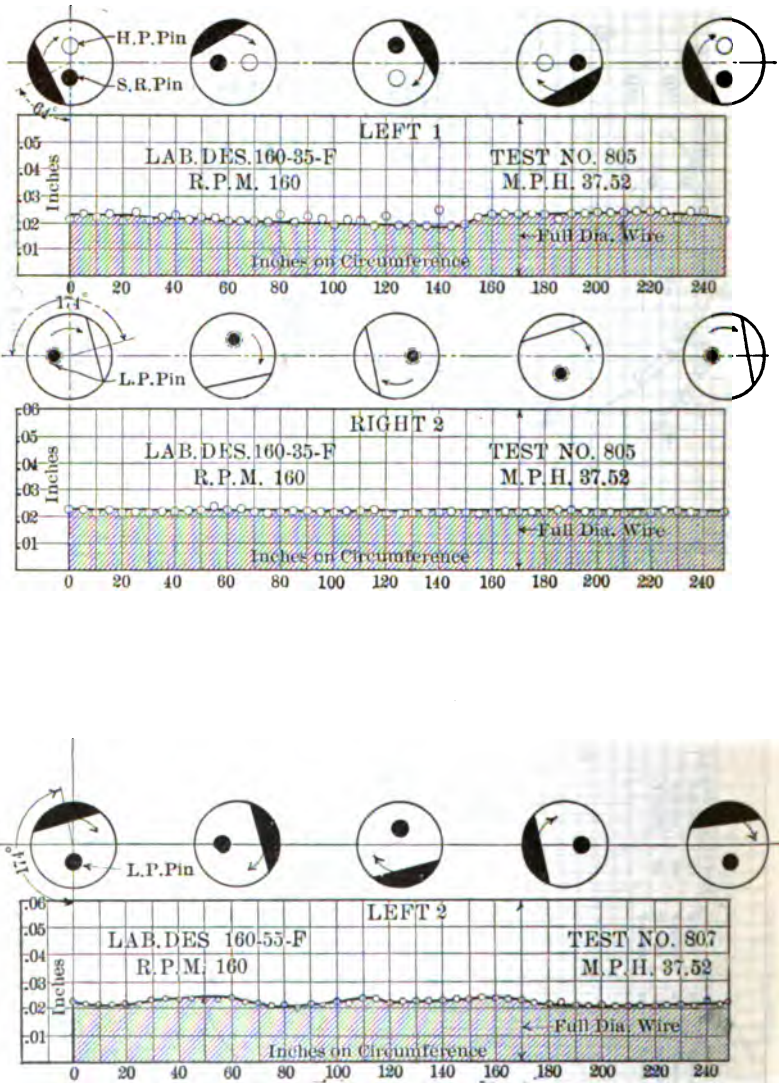 H.P.Pin
S.R.Pin
64°
LEFT 1
LAB.DES.160-35-F TEST NO. 805
R.P.M. 160 M.P.H. 37.52
.05
.04
.03
.02
.01
Inches
Full Dia. Wire
Inches on Circumference
0 20 40 60 80 100 120 140 160 180 200 220 240
174°
L.P.Pin
RIGHT 2
LAB.DES.160-35-F TEST NO. 805
R.P.M. 160 M.P.H. 37.52
.06
.05
.04
.03
.02
.01
Inches
Full Dia. Wire
Inches on Circumference
0 20 40 60 80 100 120 140 160 180 200 220 240
174°
L.P.Pin
LEFT 2
LAB.DES 160-55-F TEST NO. 807
R.P.M. 160 M.P.H. 37.52
.06
.05
.04
.03
.02
.01
Inches
Full Dia. Wire
Inches on Circumference
0 20 40 60 80 100 120 140 160 180 200 220 240